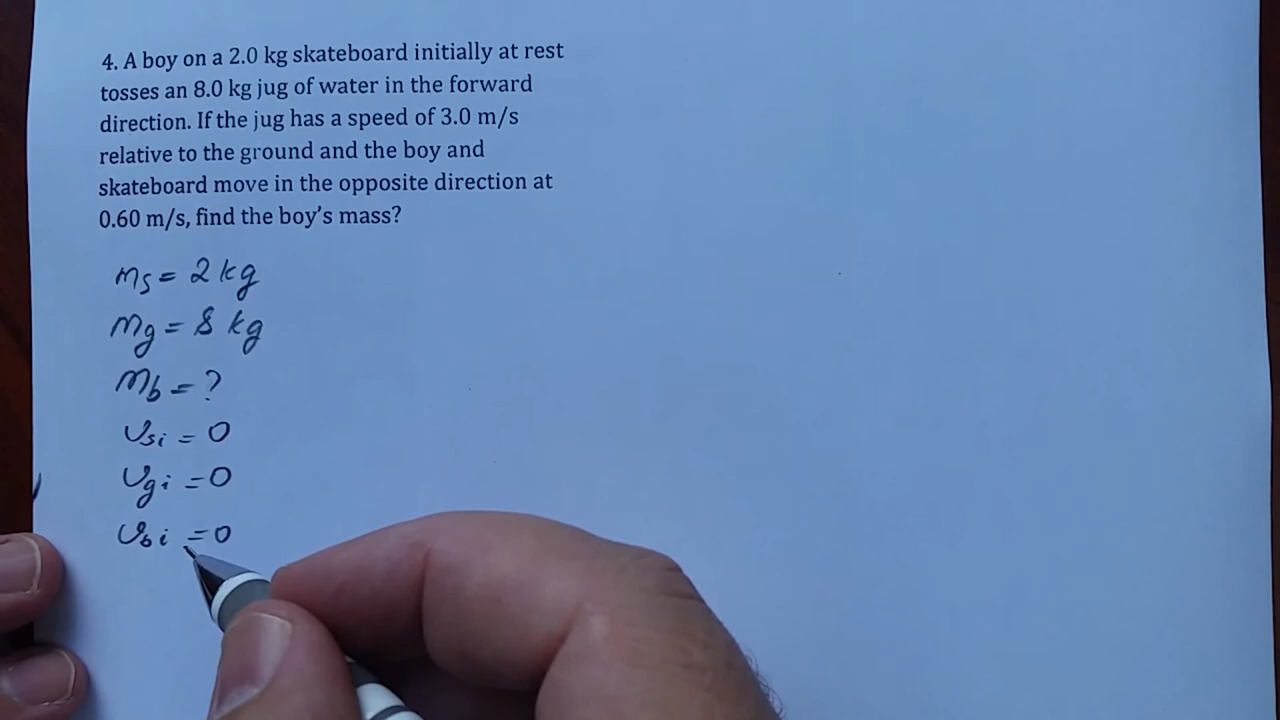 4. A boy on a 2.0 kg skateboard initially at rest
tosses an 8.0 kg jug of water in the forward
direction. If the jug has a speed of 3.0 m/s
relative to the ground and the boy and
skateboard move in the opposite direction at
0.60 m/s, find the boy's mass?
ms = 2 kg
mg = 8 kg
mb = ?
vsi = 0
vgi = 0
vbi = 0